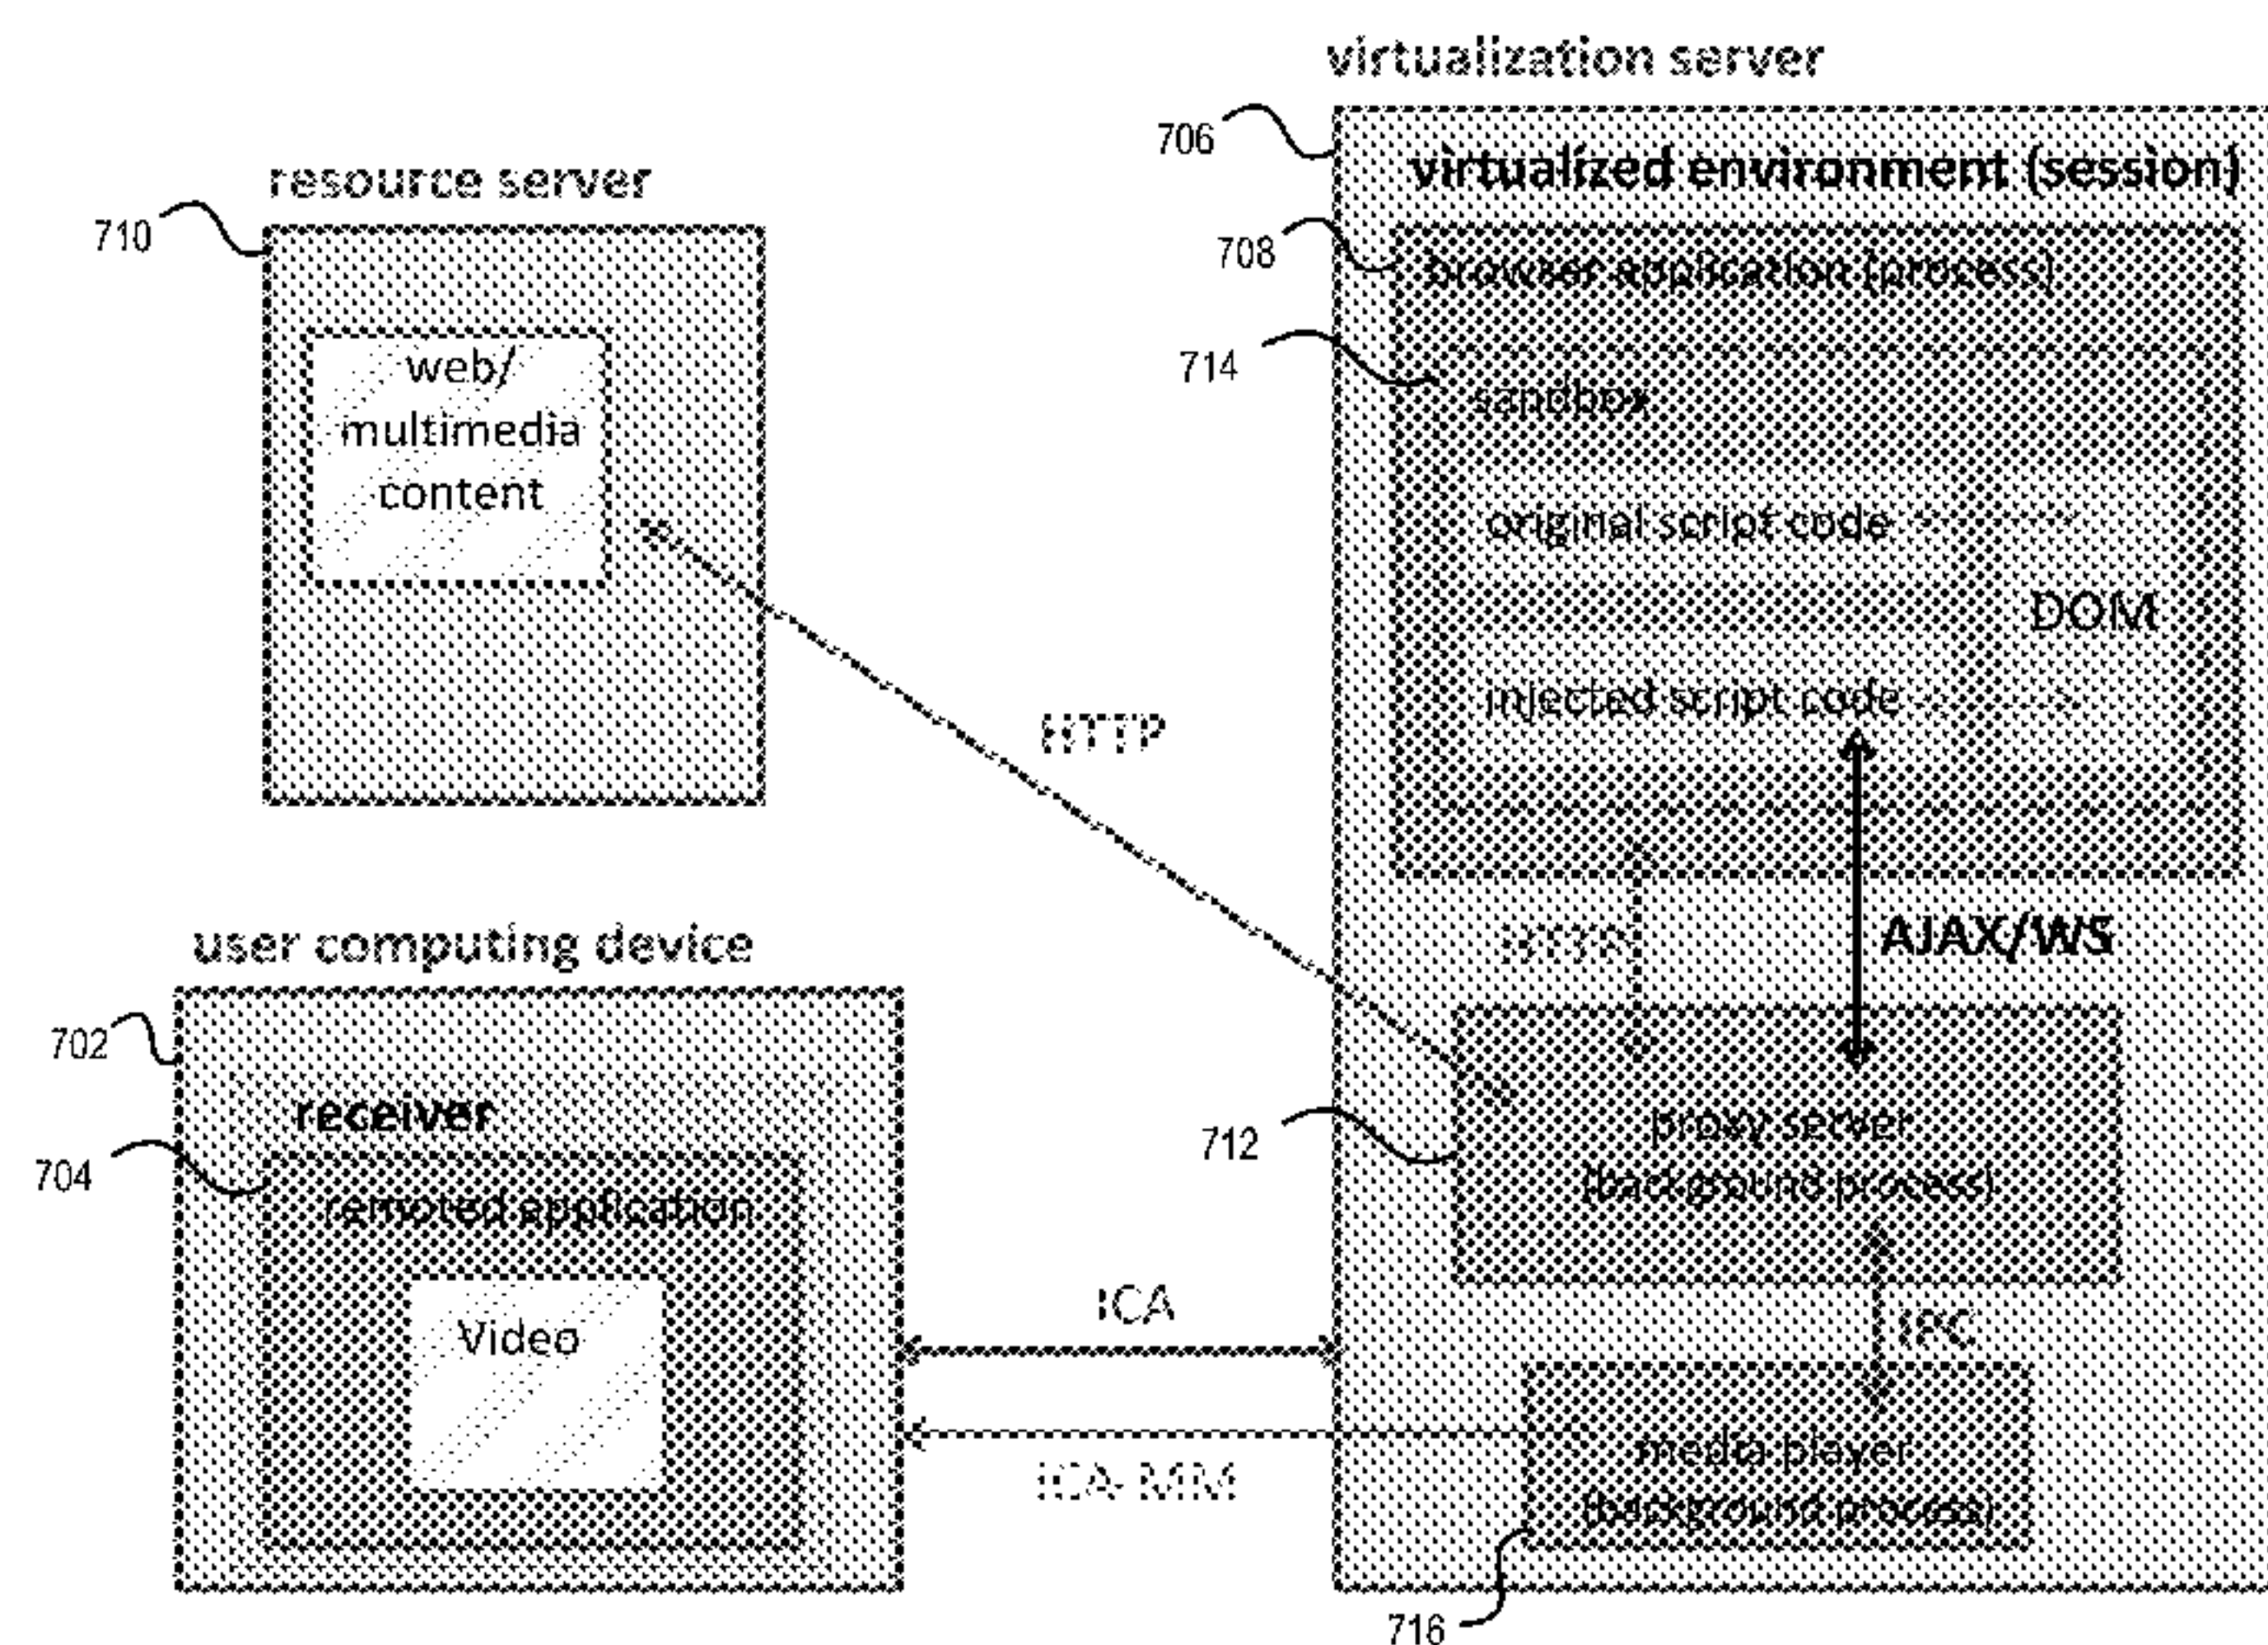 virtualization server
706
virtualized environment (session)
resource server
710
708
browser application (process)
web/
multimedia
content
714
sandbox
original script code
DOM
injected script code
HTTP
user computing device
HTTP
AJAX/WS
702
receiver
712
proxy server
(background process)
704
remoted application
Video
ICA
IPC
ICA-MM
media player
(background process)
716